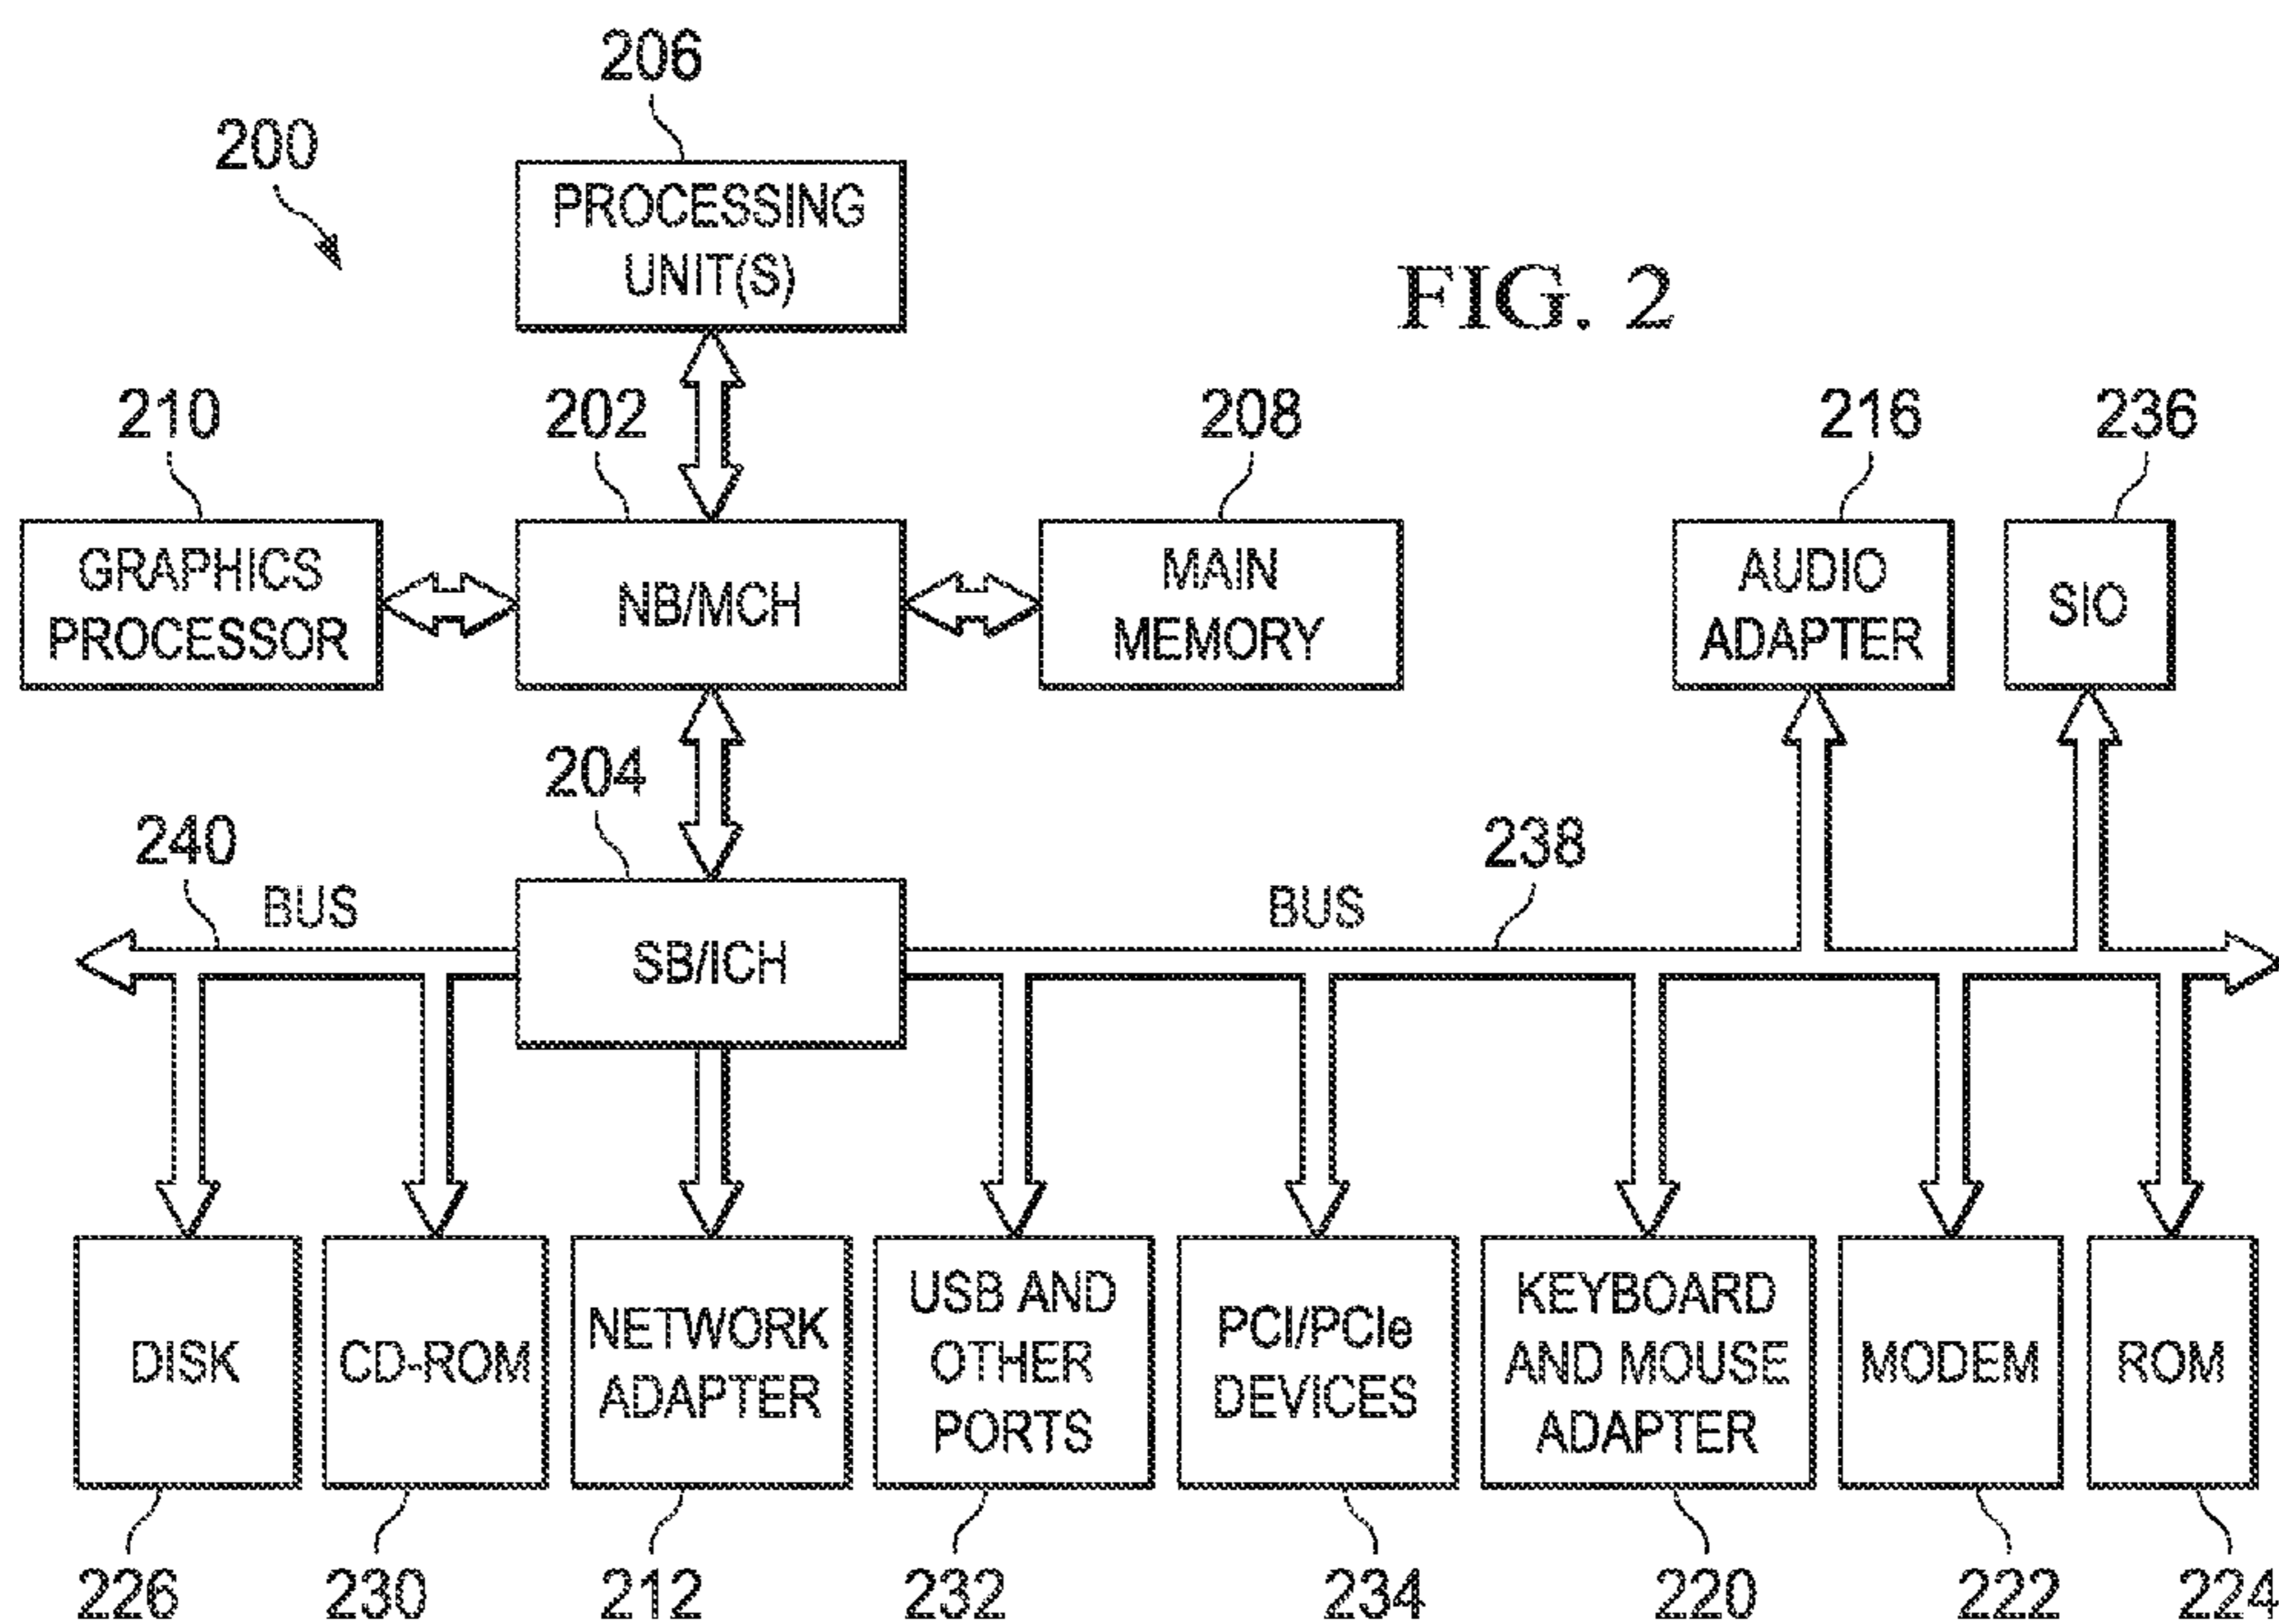 206
200
PROCESSING
UNIT(S)
FIG. 2
210
202
208
216
236
GRAPHICS
PROCESSOR
NB/MCH
MAIN
MEMORY
AUDIO
ADAPTER
SIO
204
240
BUS
SB/ICH
BUS
238
DISK
CD-ROM
NETWORK
ADAPTER
USB AND
OTHER
PORTS
PCI/PCIe
DEVICES
KEYBOARD
AND MOUSE
ADAPTER
MODEM
ROM
226
230
212
232
234
220
222
224